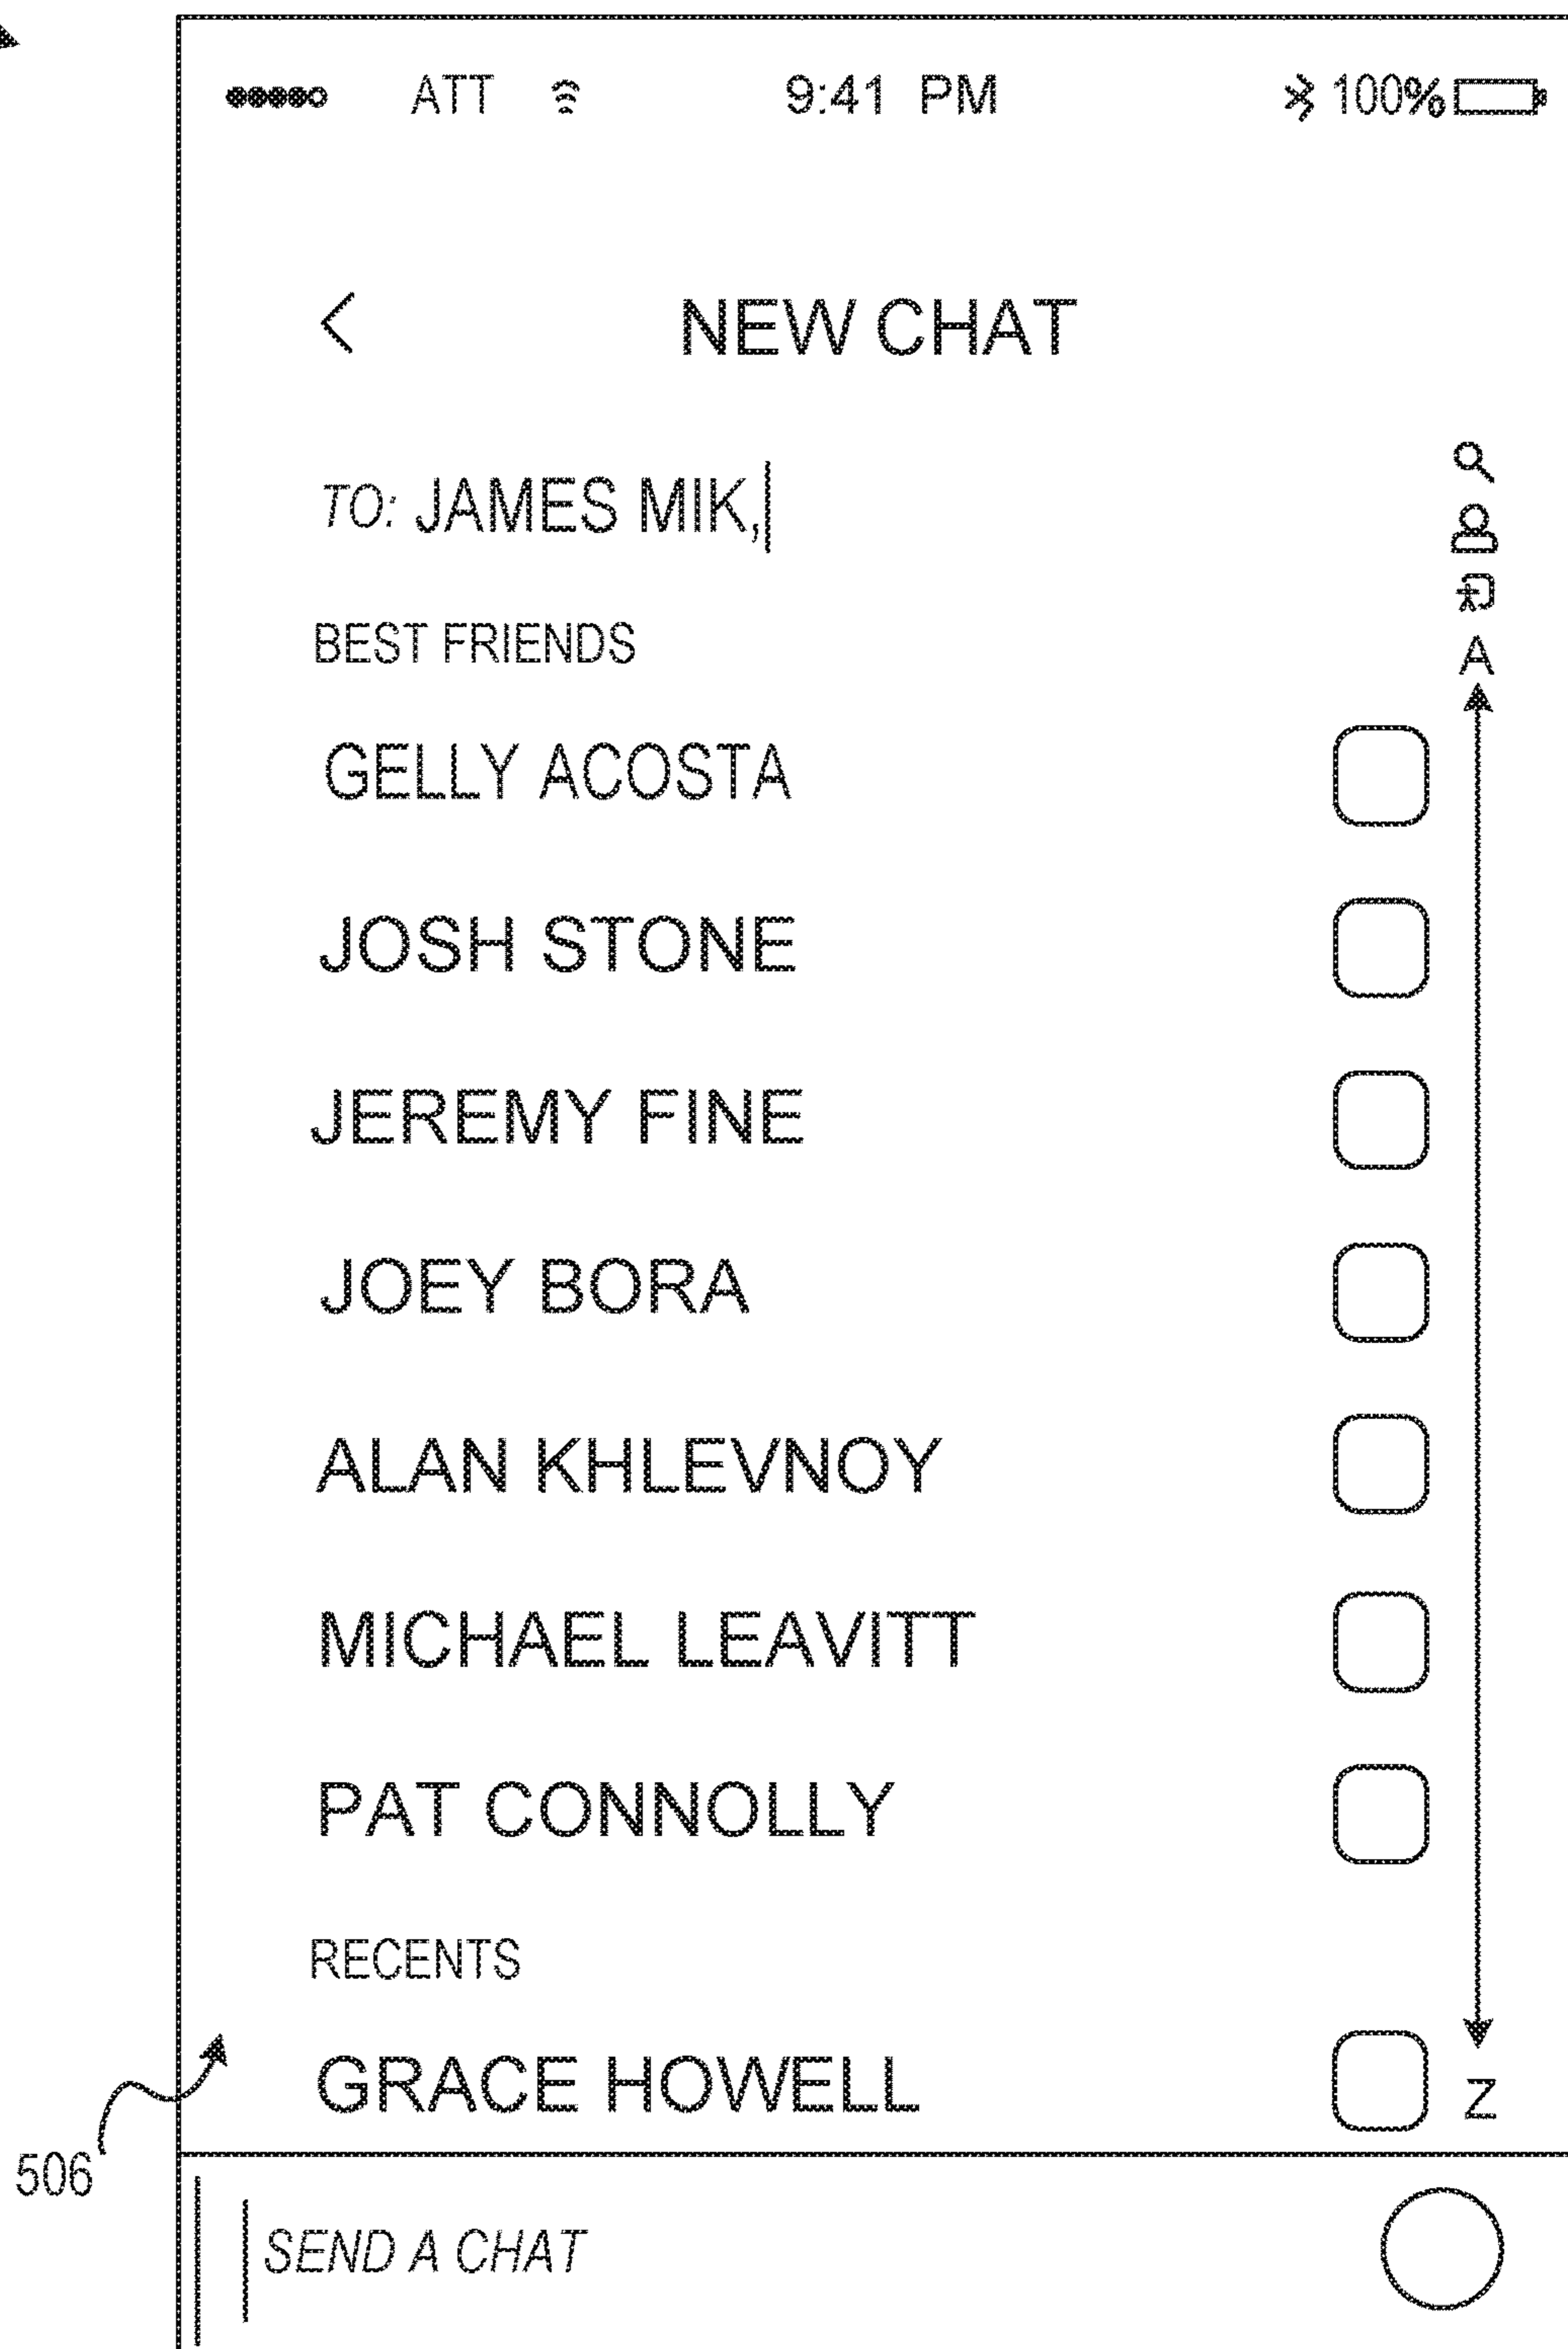 ATT 9:41 PM 100%
NEW CHAT
TO: JAMES MIK,
BEST FRIENDS
A
GELLY ACOSTA
JOSH STONE
JEREMY FINE
JOEY BORA
ALAN KHLEVNOY
MICHAEL LEAVITT
PAT CONNOLLY
RECENTS
GRACE HOWELL
Z
506
SEND A CHAT